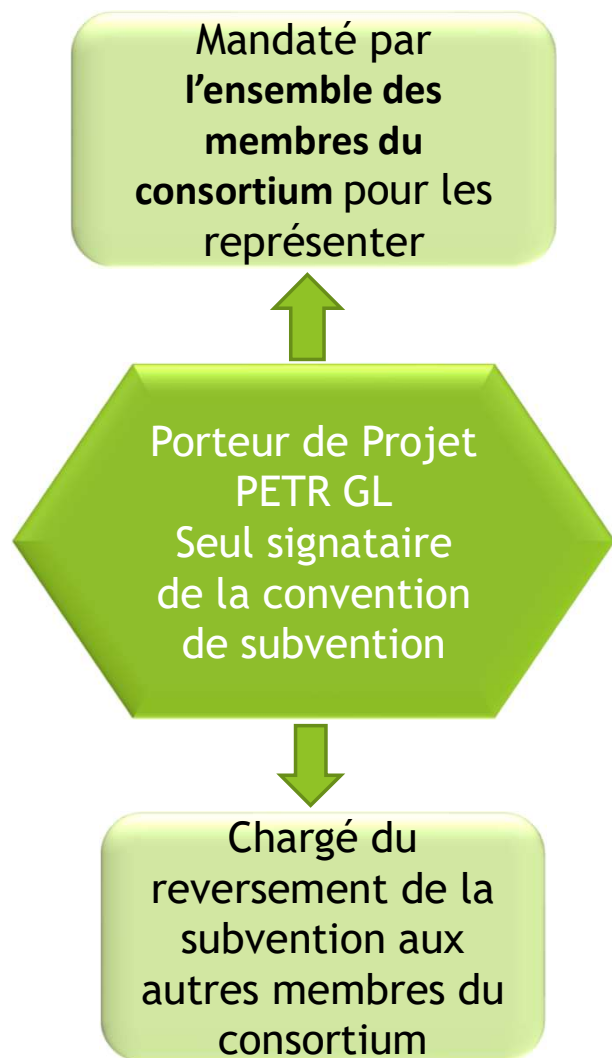 Mandaté par
l'ensemble des
membres du
consortium pour les
représenter
Porteur de Projet
PETR GL
Seul signataire
de la convention
de subvention
Chargé du
reversement de la
subvention aux
autres membres du
consortium